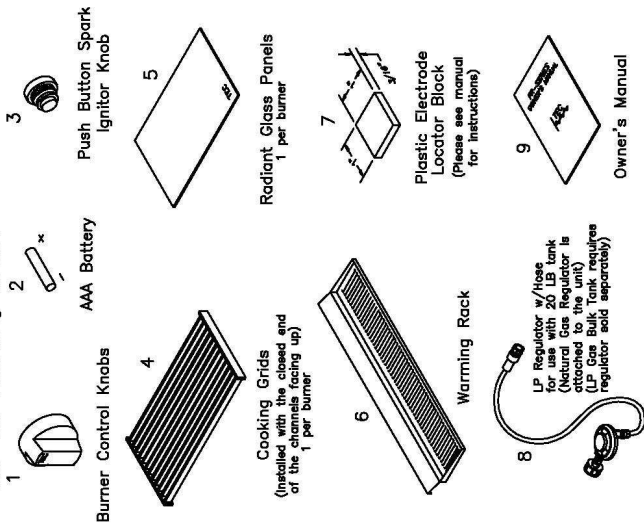 1
Burner Control Knobs
2
AAA Battery
3
Push Button Spark
Ignitor Knob
4
Cooking Grids
(Installed with the closed end
of the channels facing up)
1 per burner
5
TEC
Radiant Glass Panels
1 per burner
6
Warming Rack
7
Plastic Electrode
Locator Block
(Please see manual
for instructions)
8
LP Regulator w/Hose
for use with 20 LB tank
(Natural Gas Regulator is
attached to the unit)
(LP Gas Bulk Tank requires
regulator sold separately)
9
OWNER'S MANUAL
TEC
Owner's Manual